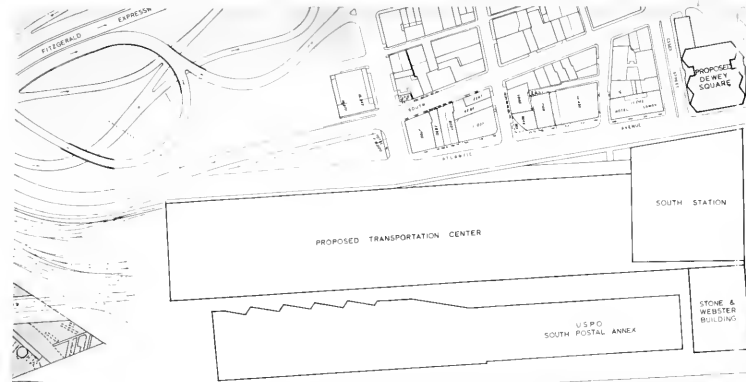 FITZGERALD EXPRESSW
SOUTH
ATLANTIC
AVENUE
STREET
PROPOSED
DEWEY
SQUARE
SOUTH STATION
PROPOSED TRANSPORTATION CENTER
U.S.P.O
SOUTH POSTAL ANNEX
STONE &
WEBSTER
BUILDING